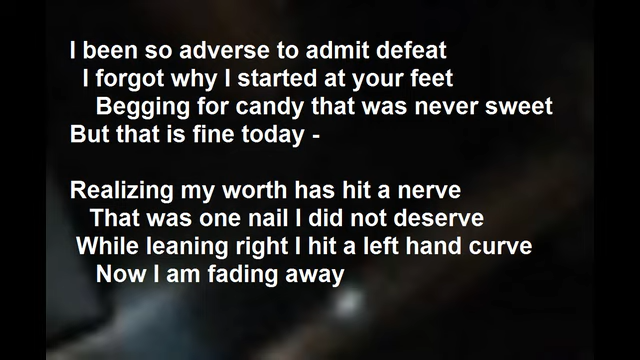 I been so adverse to admit defeat
I forgot why I started at your feet
Begging for candy that was never sweet
But that is fine today -
Realizing my worth has hit a nerve
That was one nail I did not deserve
While leaning right I hit a left hand curve
Now I am fading away